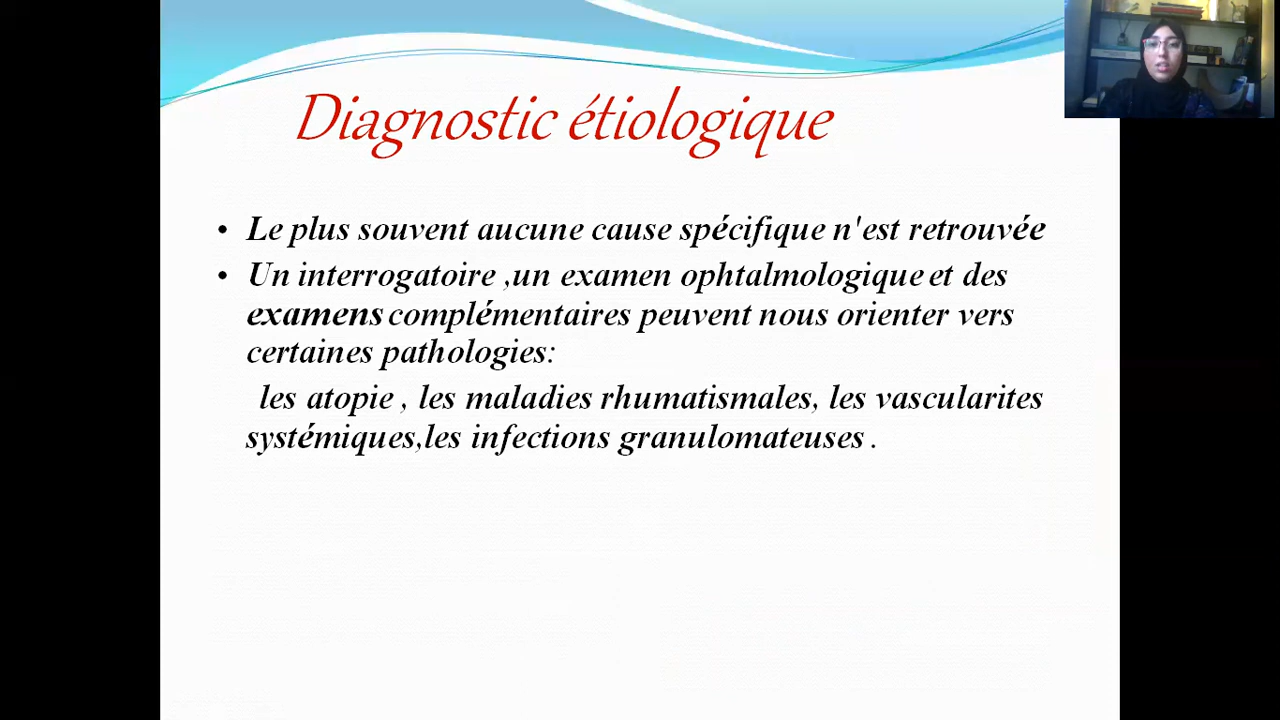 Diagnostic étiologique
• Le plus souvent aucune cause spécifique n'est retrouvée
• Un interrogatoire ,un examen ophtalmologique et des
examens complémentaires peuvent nous orienter vers
certaines pathologies:
les atopie , les maladies rhumatismales, les vascularites
systémiques,les infections granulomateuses .